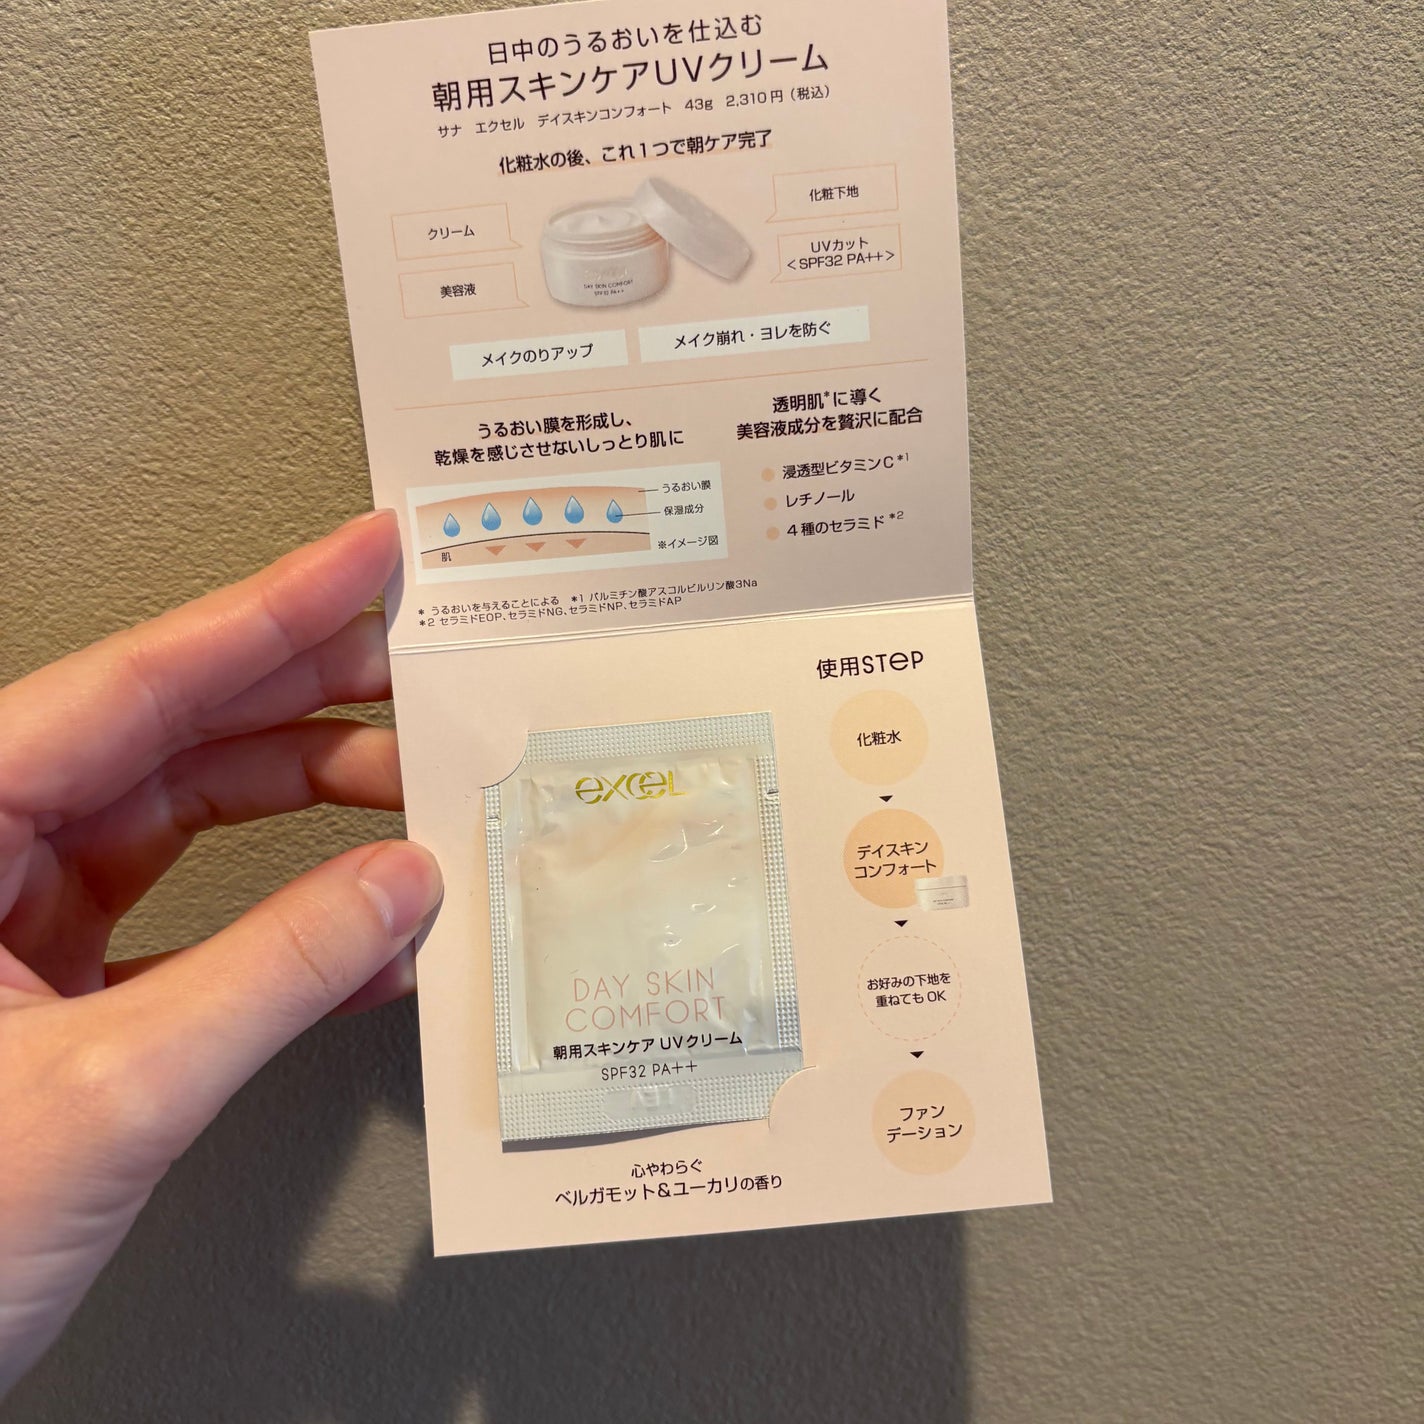 日中のうるおいを仕込む
朝用スキンケアUVクリーム
サナ エクセル デイスキンコンフォート 43g 2,310円（税込）
化粧水の後、これ1つで朝ケア完了
クリーム
美容液
DAY SKIN COMFORT
SPF32 PA++
化粧下地
UVカット
＜SPF32 PA++＞
メイクのりアップ
メイク崩れ・ヨレを防ぐ
うるおい膜を形成し、
乾燥を感じさせないしっとり肌に
うるおい膜
保湿成分
肌
※イメージ図
透明肌*に導く
美容液成分を贅沢に配合
浸透型ビタミンC*1
レチノール
4種のセラミド*2
* うるおいを与えることによる *1 パルミチン酸アスコルビルリン酸3Na
*2 セラミドEOP、セラミドNG、セラミドNP、セラミドAP
excel
DAY SKIN
COMFORT
朝用スキンケア UVクリーム
SPF32 PA++
心やわらぐ
ベルガモット＆ユーカリの香り
使用STeP
化粧水
デイスキン
コンフォート
お好みの下地を
重ねてもOK
ファン
デーション